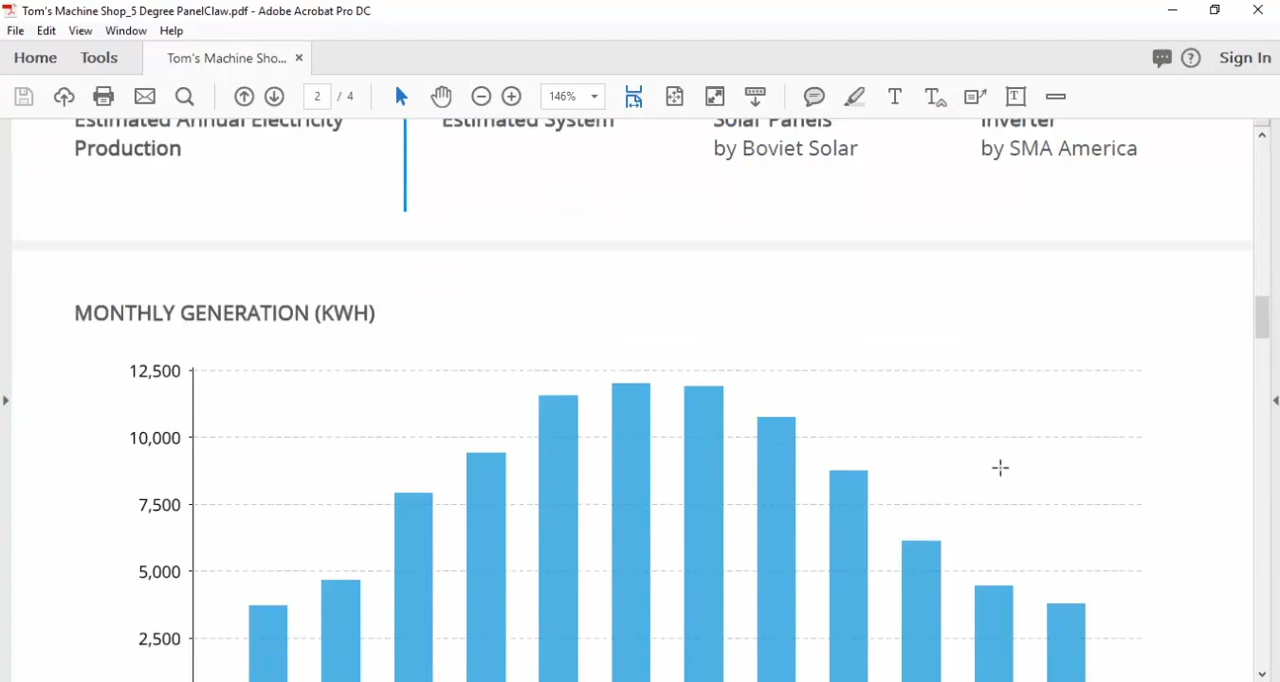 Tom's Machine Shop_5 Degree PanelClaw.pdf - Adobe Acrobat Pro DC
File Edit View Window Help
Home Tools Tom's Machine Sho... × Sign In
2 / 4 146%
Estimated Annual Electricity
Production
Estimated System
Solar Panels
by Boviet Solar
Inverter
by SMA America
MONTHLY GENERATION (KWH)
12,500
10,000
7,500
5,000
2,500